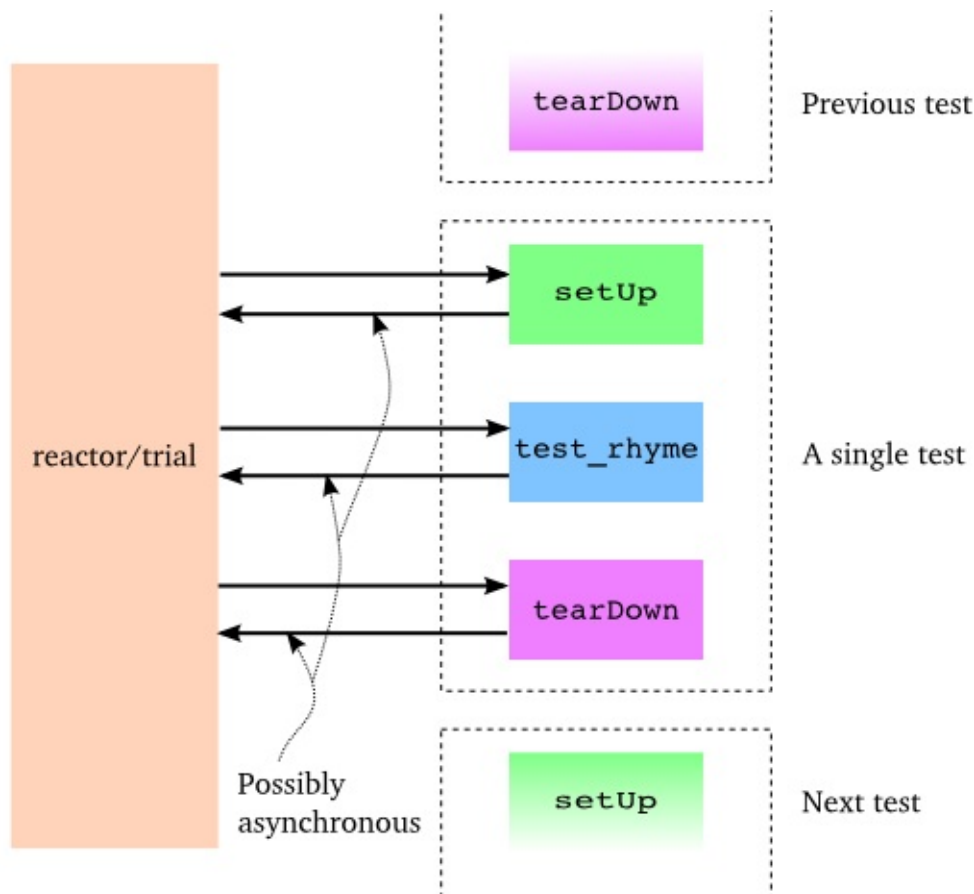 tearDown
Previous test
setUp
reactor/trial
test_rhyme
A single test
tearDown
Possibly
asynchronous
setUp
Next test